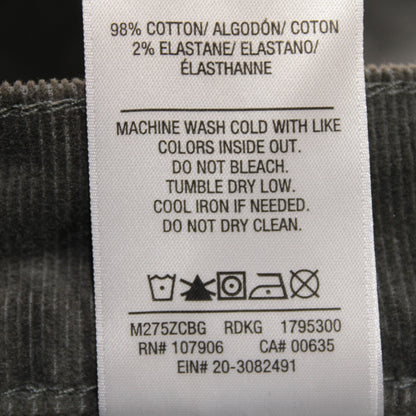 98% COTTON/ ALGODÓN/ COTON
2% ELASTANE/ ELASTANO/
ÉLASTHANNE
MACHINE WASH COLD WITH LIKE
COLORS INSIDE OUT.
DO NOT BLEACH.
TUMBLE DRY LOW.
COOL IRON IF NEEDED.
DO NOT DRY CLEAN.
M275ZCBG RDKG 1795300
RN# 107906 CA# 00635
EIN# 20-3082491